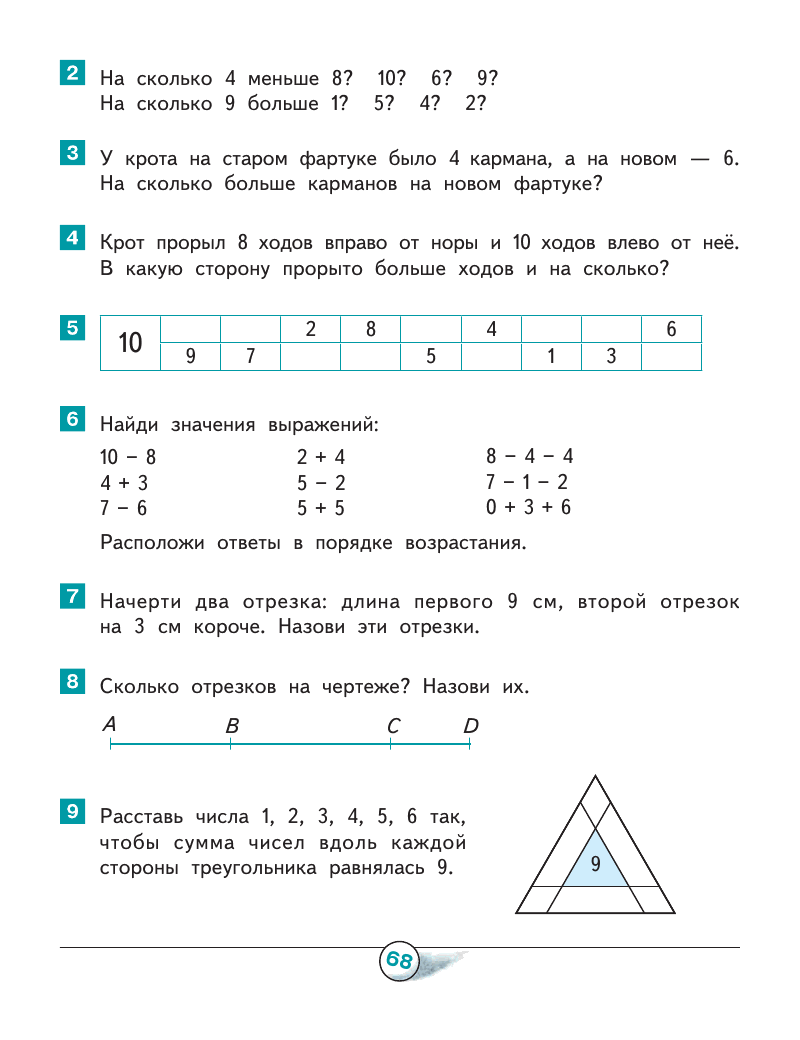 2 На сколько 4 меньше 8? 10? 6? 9?
На сколько 9 больше 1? 5? 4? 2?
3 У крота на старом фартуке было 4 кармана, а на новом — 6.
На сколько больше карманов на новом фартуке?
4 Крот прорыл 8 ходов вправо от норы и 10 ходов влево от неё.
В какую сторону прорыто больше ходов и на сколько?
5 10 2 8 4 6
9 7 5 1 3
6 Найди значения выражений:
10 − 8 2 + 4 8 − 4 − 4
4 + 3 5 − 2 7 − 1 − 2
7 − 6 5 + 5 0 + 3 + 6
Расположи ответы в порядке возрастания.
7 Начерти два отрезка: длина первого 9 см, второй отрезок
на 3 см короче. Назови эти отрезки.
8 Сколько отрезков на чертеже? Назови их.
A B C D
9 Расставь числа 1, 2, 3, 4, 5, 6 так,
чтобы сумма чисел вдоль каждой
стороны треугольника равнялась 9.
9
68